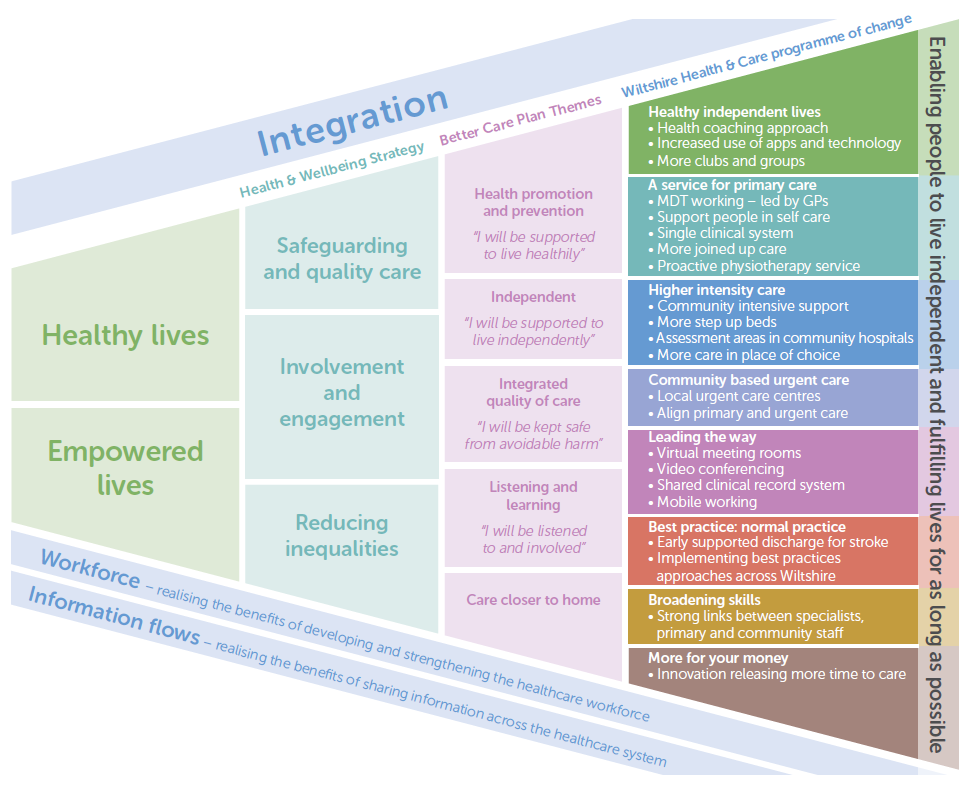 Integration
Health & Wellbeing Strategy
Better Care Plan Themes
Wiltshire Health & Care programme of change
Healthy lives
Empowered
lives
Safeguarding
and quality care
Involvement
and
engagement
Reducing
inequalities
Health promotion
and prevention
“I will be supported
to live healthily”
Independent
“I will be supported to
live independently”
Integrated
quality of care
“I will be kept safe
from avoidable harm”
Listening and
learning
“I will be listened
to and involved”
Care closer to home
Healthy independent lives
• Health coaching approach
• Increased use of apps and technology
• More clubs and groups
A service for primary care
• MDT working – led by GPs
• Support people in self care
• Single clinical system
• More joined up care
• Proactive physiotherapy service
Higher intensity care
• Community intensive support
• More step up beds
• Assessment areas in community hospitals
• More care in place of choice
Community based urgent care
• Local urgent care centres
• Align primary and urgent care
Leading the way
• Virtual meeting rooms
• Video conferencing
• Shared clinical record system
• Mobile working
Best practice: normal practice
• Early supported discharge for stroke
• Implementing best practices
approaches across Wiltshire
Broadening skills
• Strong links between specialists,
primary and community staff
More for your money
• Innovation releasing more time to care
Enabling people to live independent and fulfilling lives for as long as possible
Workforce – realising the benefits of developing and strengthening the healthcare workforce
Information flows – realising the benefits of sharing information across the healthcare system